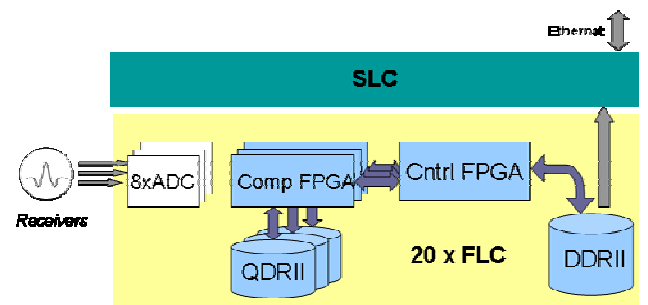 Ethernet
SLC
8xADC
Comp FPGA
Cntrl FPGA
Receivers
QDRII
20 x FLC
DDRII